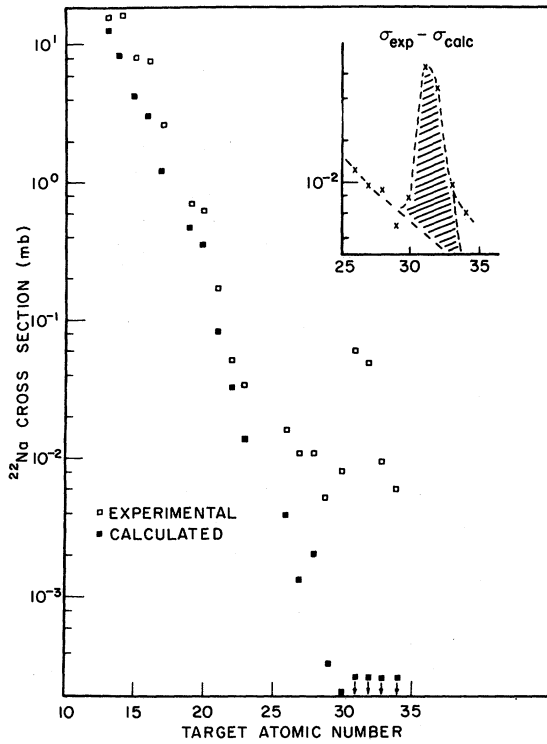 σexp – σcalc
10¹
10⁰
10⁻¹
10⁻²
10⁻³
10⁻²
25 30 35
²²Na CROSS SECTION (mb)
EXPERIMENTAL
CALCULATED
10 15 20 25 30 35
TARGET ATOMIC NUMBER